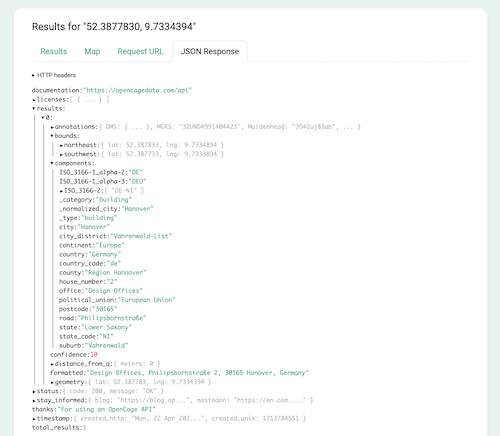 Results for "52.3877830, 9.7334394"
Results Map Request URL JSON Response
▸ HTTP headers
documentation:"https://opencagedata.com/api"
▸licenses:[ { ... } ]
▾results:
▾0:
▸annotations:{ DMS: { ... }, MGRS: "32UND4991404423", Maidenhead: "JO42uj83ab", ... }
▾bounds:
▸northeast:{ lat: 52.387833, lng: 9.7334894 }
▸southwest:{ lat: 52.387733, lng: 9.7333894 }
▾components:
ISO_3166-1_alpha-2:"DE"
ISO_3166-1_alpha-3:"DEU"
▸ISO_3166-2:[ "DE-NI" ]
_category:"building"
_normalized_city:"Hanover"
_type:"building"
city:"Hanover"
city_district:"Vahrenwald-List"
continent:"Europe"
country:"Germany"
country_code:"de"
county:"Region Hannover"
house_number:"2"
office:"Design Offices"
political_union:"European Union"
postcode:"30165"
road:"Philipsbornstraße"
state:"Lower Saxony"
state_code:"NI"
suburb:"Vahrenwald"
confidence:10
▸distance_from_q:{ meters: 0 }
formatted:"Design Offices, Philipsbornstraße 2, 30165 Hanover, Germany"
▸geometry:{ lat: 52.387783, lng: 9.7334394 }
▸status:{ code: 200, message: "OK" }
▸stay_informed:{ blog: "https://blog.op...", mastodon: "https://en.osm...." }
thanks:"For using an OpenCage API"
▸timestamp:{ created_http: "Mon, 22 Apr 202...", created_unix: 1713784551 }
total_results:1